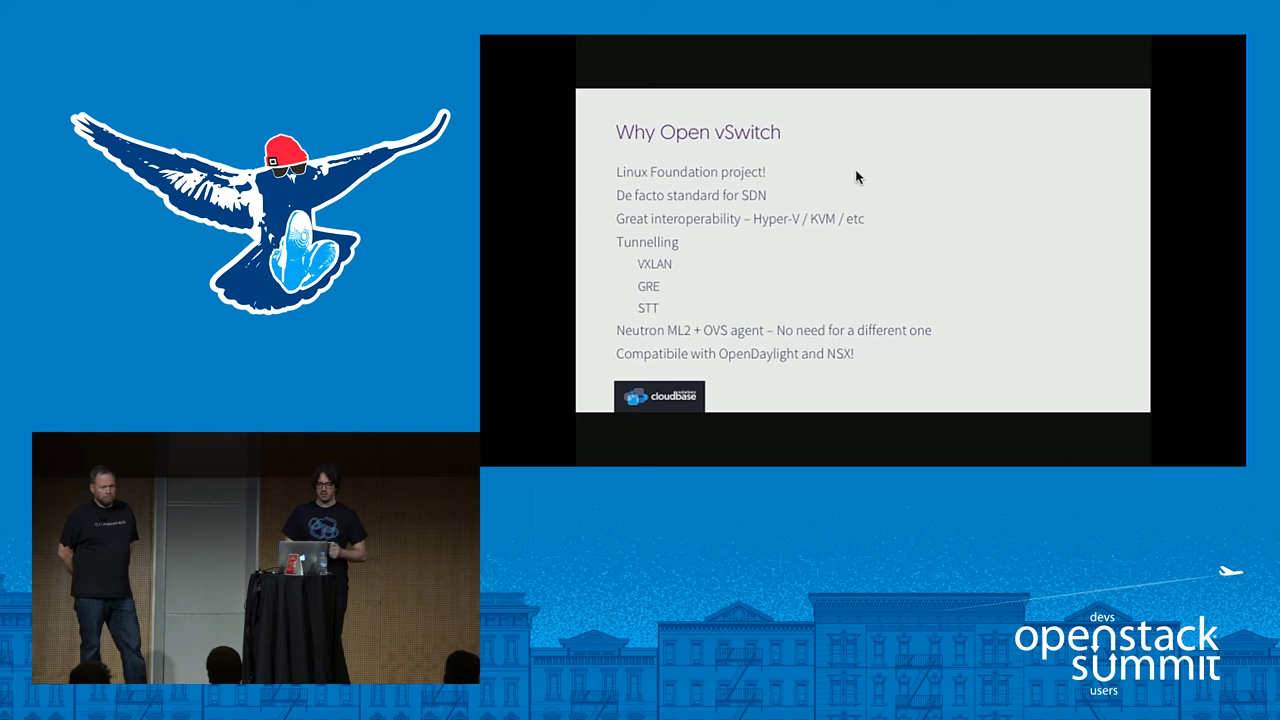 Why Open vSwitch
Linux Foundation project!
De facto standard for SDN
Great interoperability – Hyper-V / KVM / etc
Tunnelling
VXLAN
GRE
STT
Neutron ML2 + OVS agent – No need for a different one
Compatibile with OpenDaylight and NSX!
cloudbase
solutions
devs
openstack
summit
users